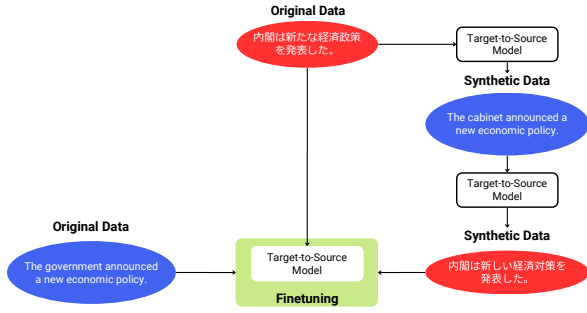 Original Data
内閣は新たな経済政策
を発表した。
Target-to-Source
Model
Synthetic Data
The cabinet announced a
new economic policy.
Target-to-Source
Model
Synthetic Data
内閣は新しい経済対策を
発表した。
Original Data
The government announced
a new economic policy.
Target-to-Source
Model
Finetuning